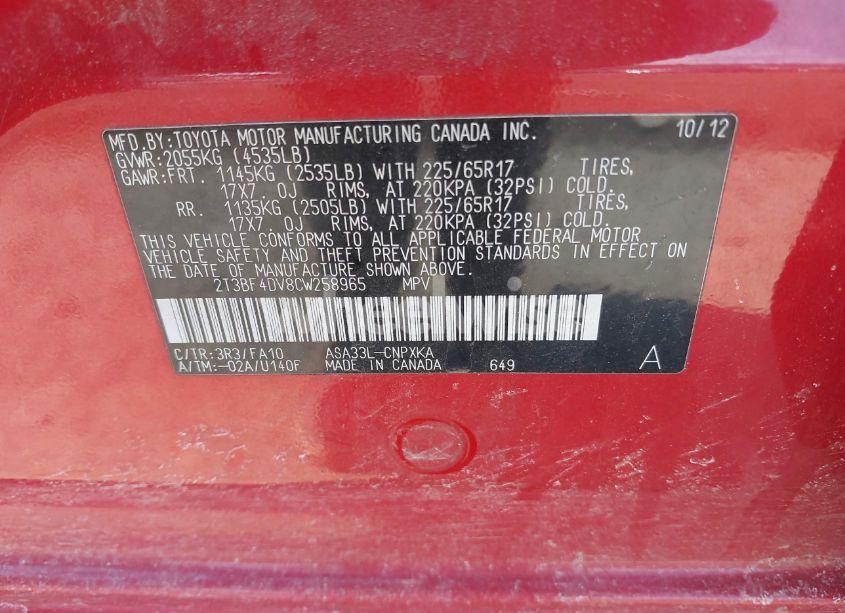 MFD.BY:TOYOTA MOTOR MANUFACTURING CANADA INC. 10/12
GVWR:2055KG (4535LB)
GAWR:FRT. 1145KG (2535LB) WITH 225/65R17 TIRES,
17X7.0J RIMS, AT 220KPA (32PSI) COLD.
RR. 1135KG (2505LB) WITH 225/65R17 TIRES,
17X7.0J RIMS, AT 220KPA (32PSI) COLD.
THIS VEHICLE CONFORMS TO ALL APPLICABLE FEDERAL MOTOR
VEHICLE SAFETY AND THEFT PREVENTION STANDARDS IN EFFECT ON
THE DATE OF MANUFACTURE SHOWN ABOVE.
2T3BF4DV8CW258965 MPV
C/TR:3R3/FA10 ASA33L-CNPXKA
A/TM:-02A/U140F MADE IN CANADA 649 A